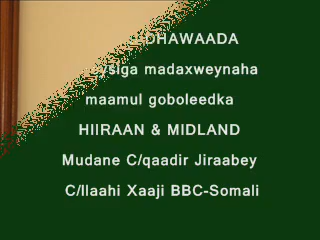 DHAWAADA
madaxweynaha
maamul goboleedka
HIIRAAN & MIDLAND
Mudane C/qaadir Jiraabey
C/llaahi Xaaji BBC-Somali